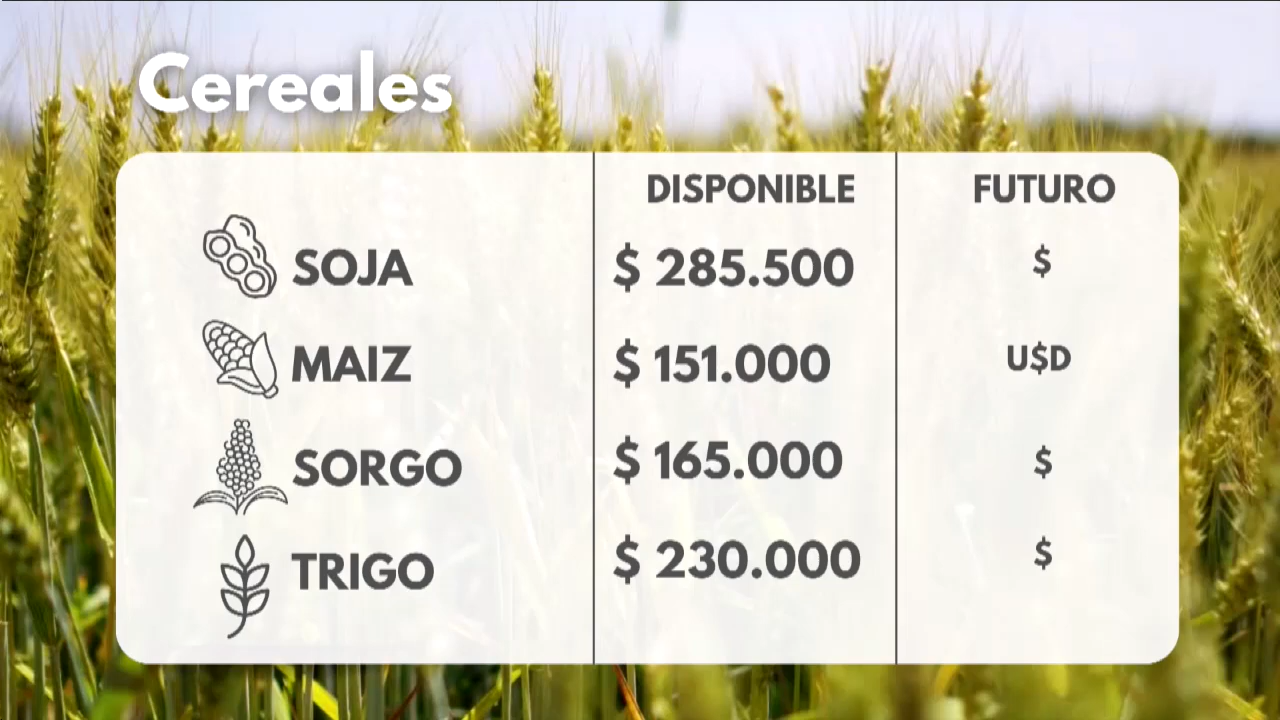 Cereales
DISPONIBLE FUTURO
SOJA $ 285.500 $
MAIZ $ 151.000 U$D
SORGO $ 165.000 $
TRIGO $ 230.000 $